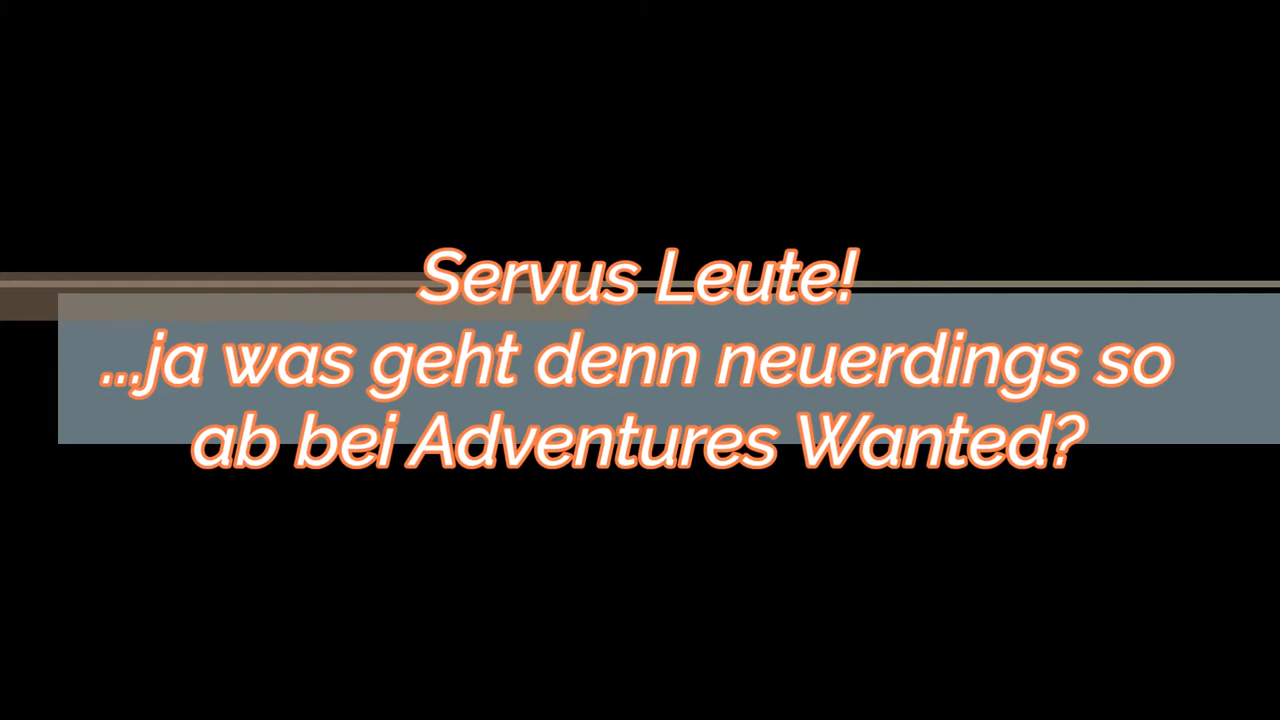 Servus Leute!
...ja was geht denn neuerdings so
ab bei Adventures Wanted?